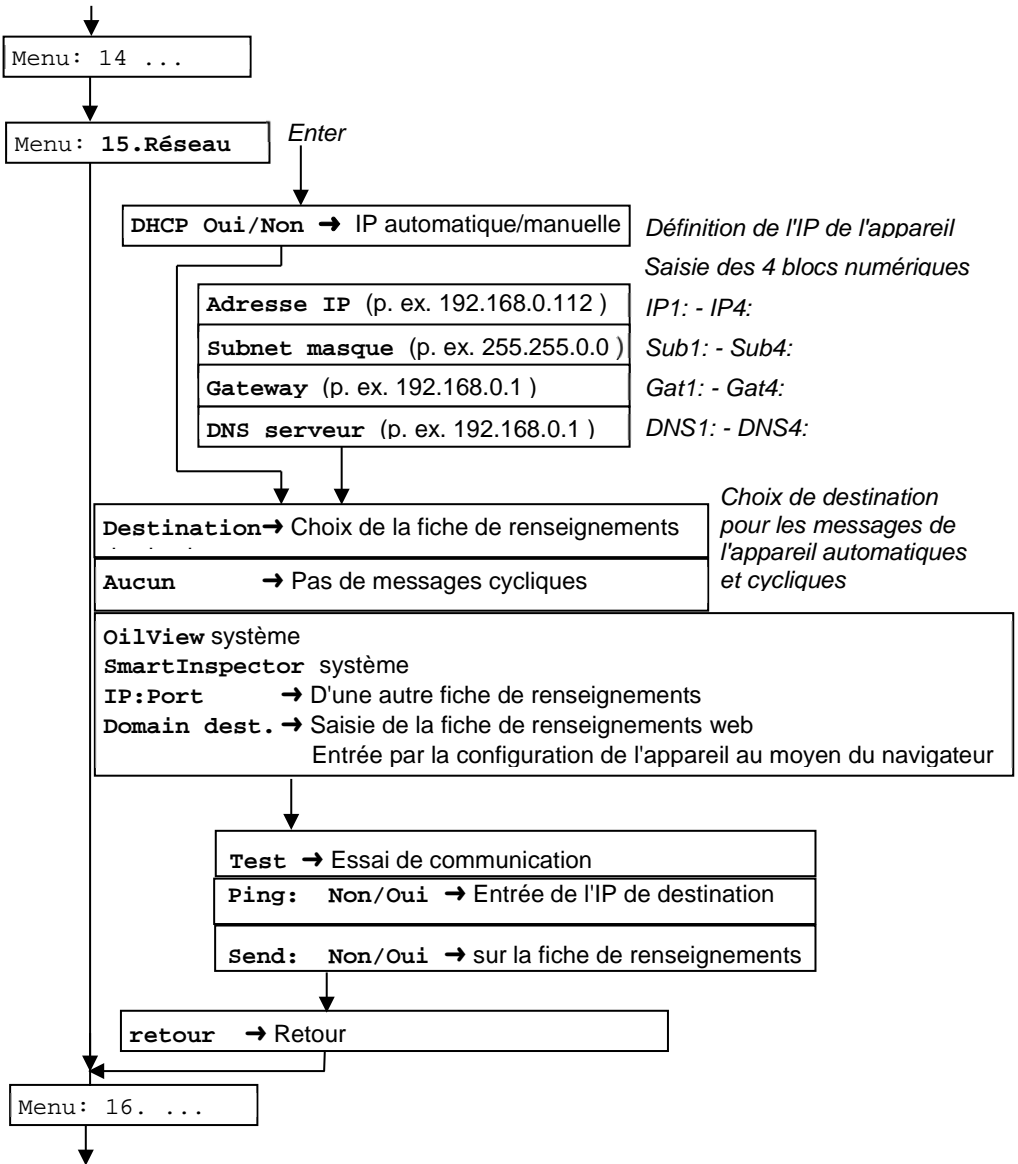 Menu: 14 ...
Menu: 15.Réseau
Enter
DHCP Oui/Non ➔ IP automatique/manuelle
Définition de l'IP de l'appareil
Saisie des 4 blocs numériques
Adresse IP (p. ex. 192.168.0.112 )
IP1: - IP4:
Subnet masque (p. ex. 255.255.0.0 )
Sub1: - Sub4:
Gateway (p. ex. 192.168.0.1 )
Gat1: - Gat4:
DNS serveur (p. ex. 192.168.0.1 )
DNS1: - DNS4:
Choix de destination
pour les messages de
l'appareil automatiques
et cycliques
Destination➔ Choix de la fiche de renseignements
Aucun ➔ Pas de messages cycliques
OilView système
SmartInspector système
IP:Port ➔ D'une autre fiche de renseignements
Domain dest. ➔ Saisie de la fiche de renseignements web
Entrée par la configuration de l'appareil au moyen du navigateur
Test ➔ Essai de communication
Ping: Non/Oui ➔ Entrée de l'IP de destination
Send: Non/Oui ➔ sur la fiche de renseignements
retour ➔ Retour
Menu: 16. ...